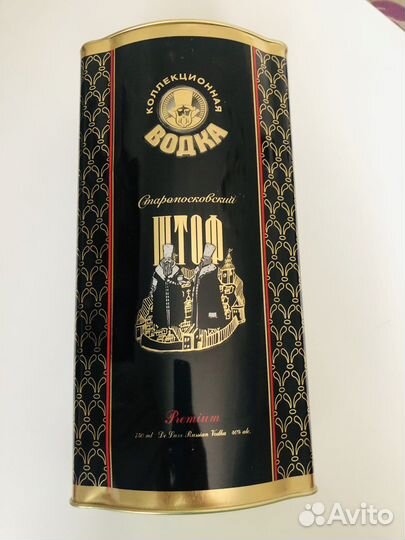 КОЛЛЕКЦИОННАЯ
ВОДКА
Старомосковский
ШТОФ
Premium
750 ml De Luxe Russian Vodka 40% alc.
Avito